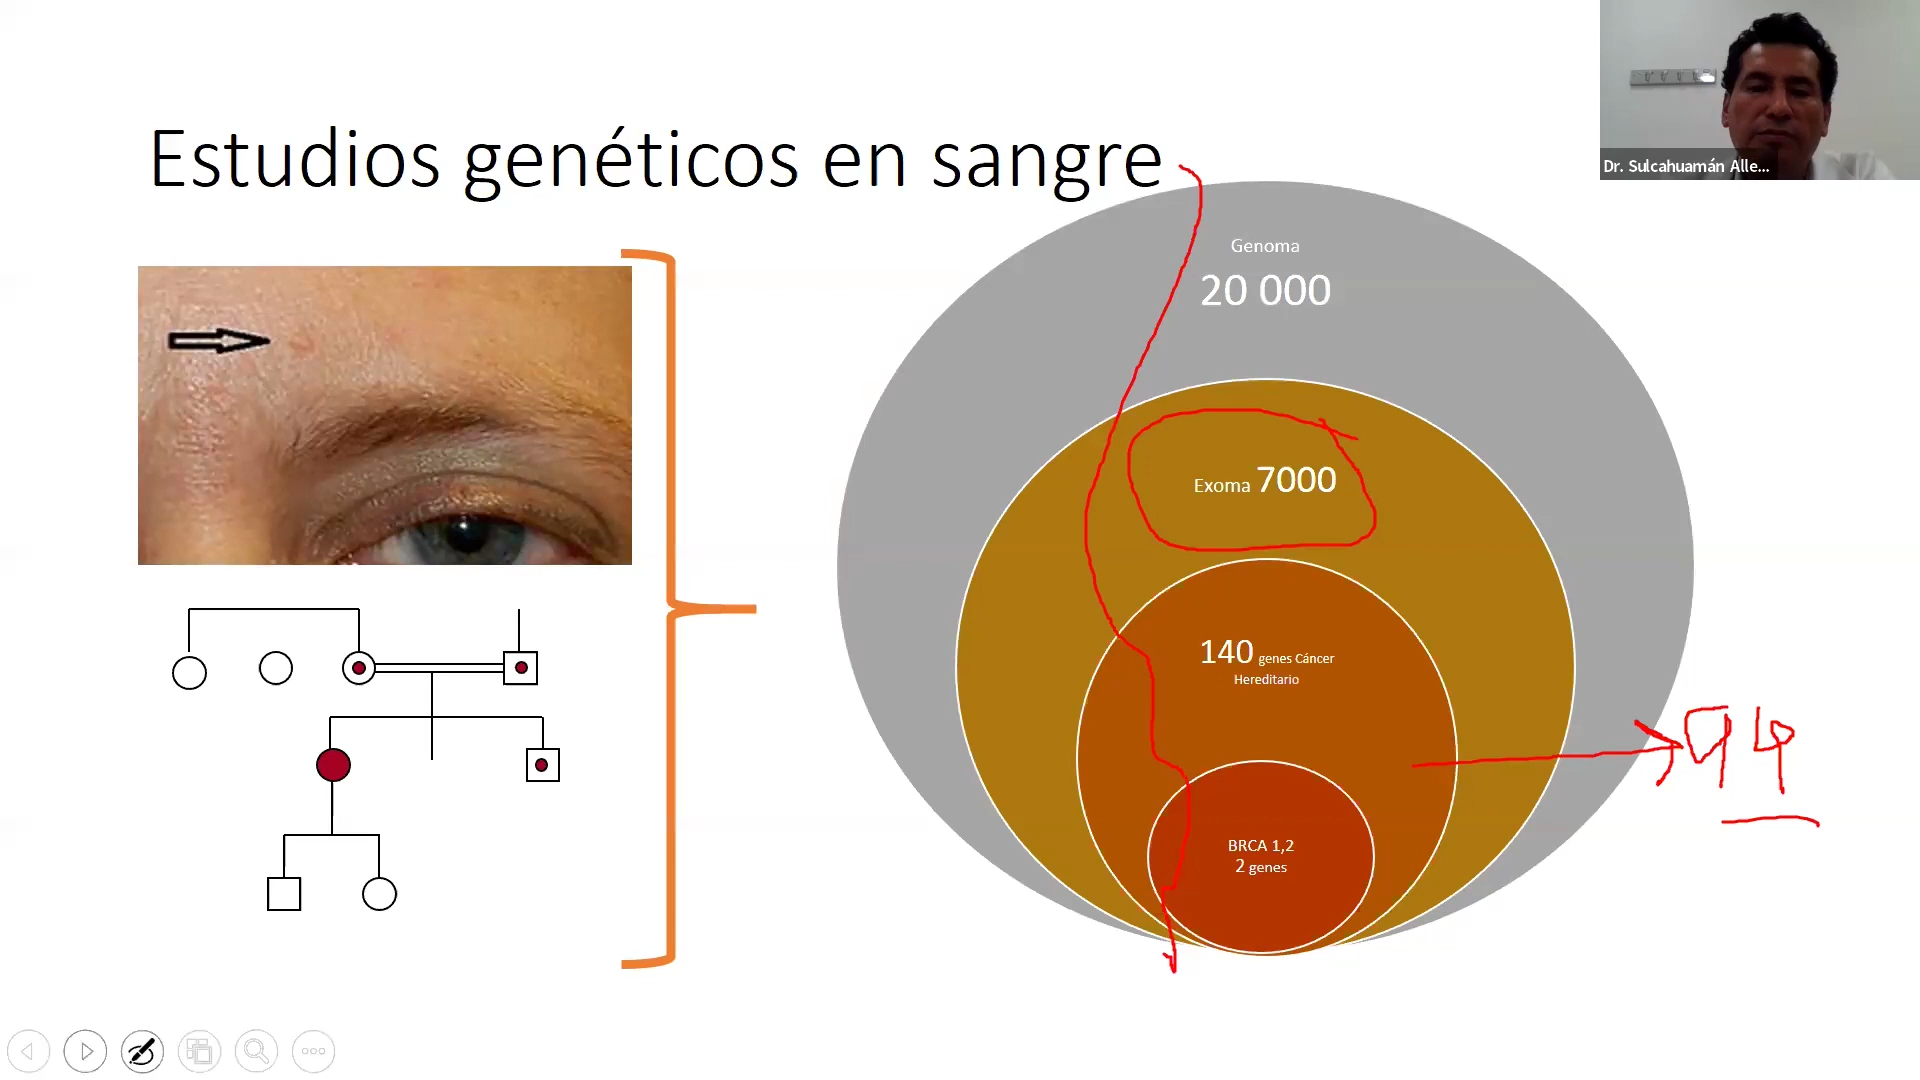 Estudios genéticos en sangre
Dr. Sulcahuamán Alle...
Genoma
20 000
Exoma 7000
140 genes Cáncer
Hereditario
94
BRCA 1,2
2 genes